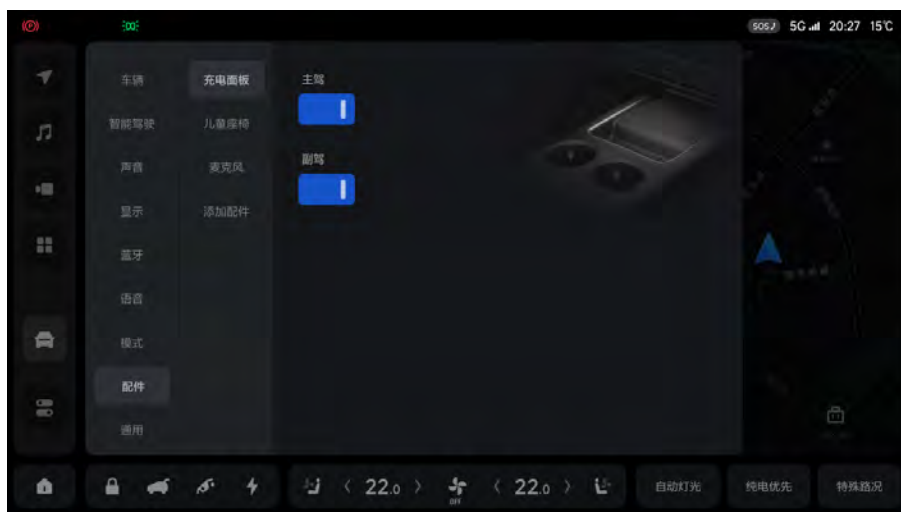 SOS 5G 20:27 15℃
车辆
充电面板
主驾
智能驾驶
儿童座椅
声音
麦克风
副驾
显示
添加配件
蓝牙
语音
模式
配件
通用
22.0
OFF
22.0
自动灯光
纯电优先
特殊路况